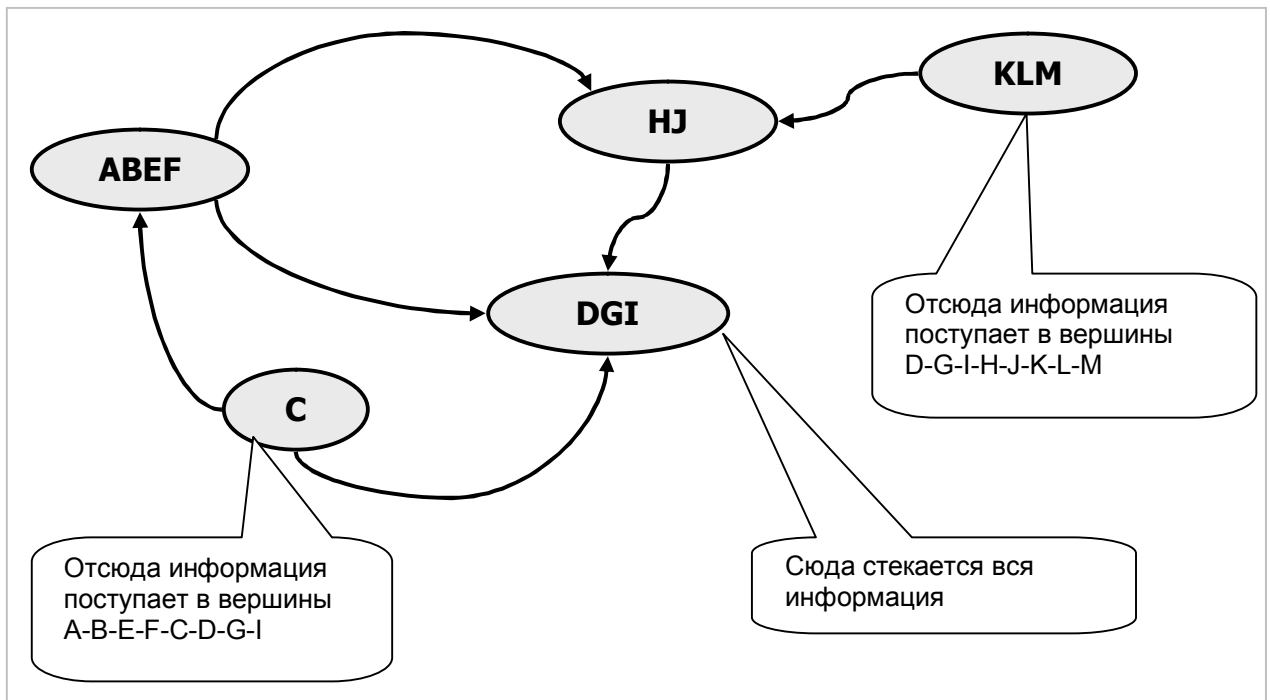 KLM
HJ
ABEF
DGI
Отсюда информация
поступает в вершины
D-G-I-H-J-K-L-M
C
Отсюда информация
поступает в вершины
A-B-E-F-C-D-G-I
Сюда стекается вся
информация